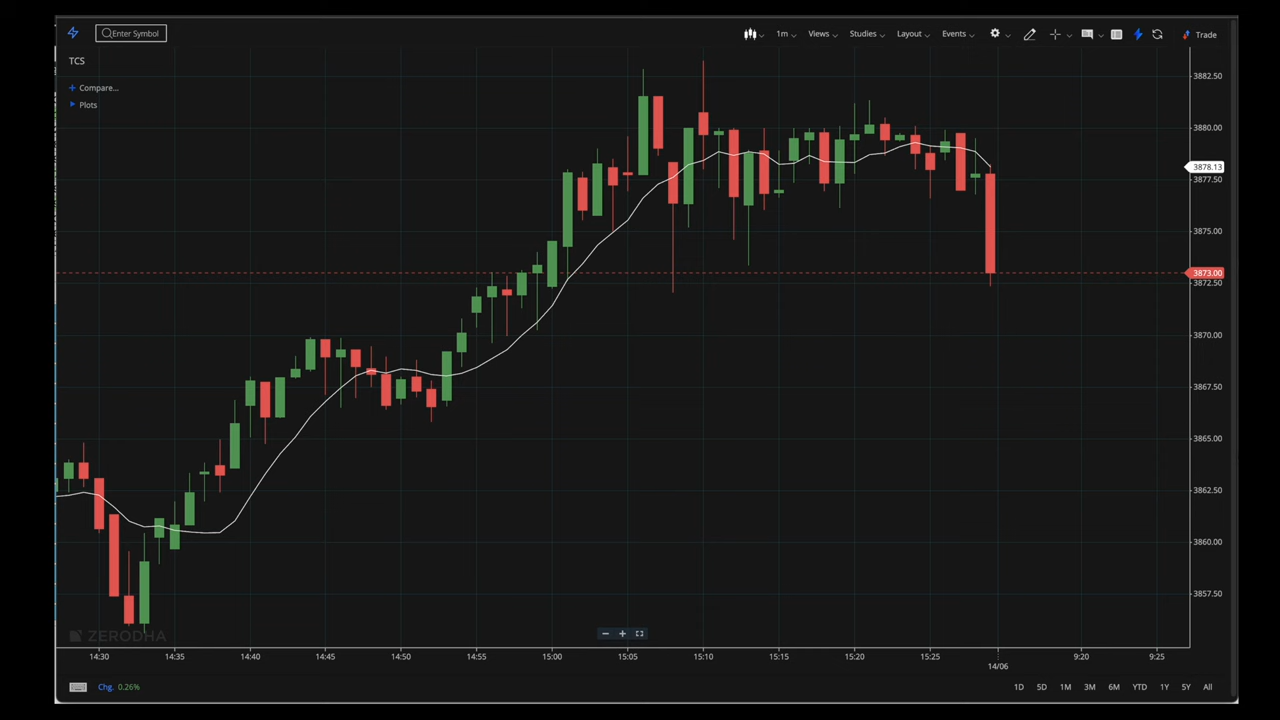 Enter Symbol 1m Views Studies Layout Events Trade
TCS
Compare...
Plots
3882.50
3880.00
3878.13
3877.50
3875.00
3873.00
3872.50
3870.00
3867.50
3865.00
3862.50
3860.00
3857.50
ZERODHA
14:30 14:35 14:40 14:45 14:50 14:55 15:00 15:05 15:10 15:15 15:20 15:25 9:20 9:25
14/06
Chg. 0.26% 1D 5D 1M 3M 6M YTD 1Y 5Y All